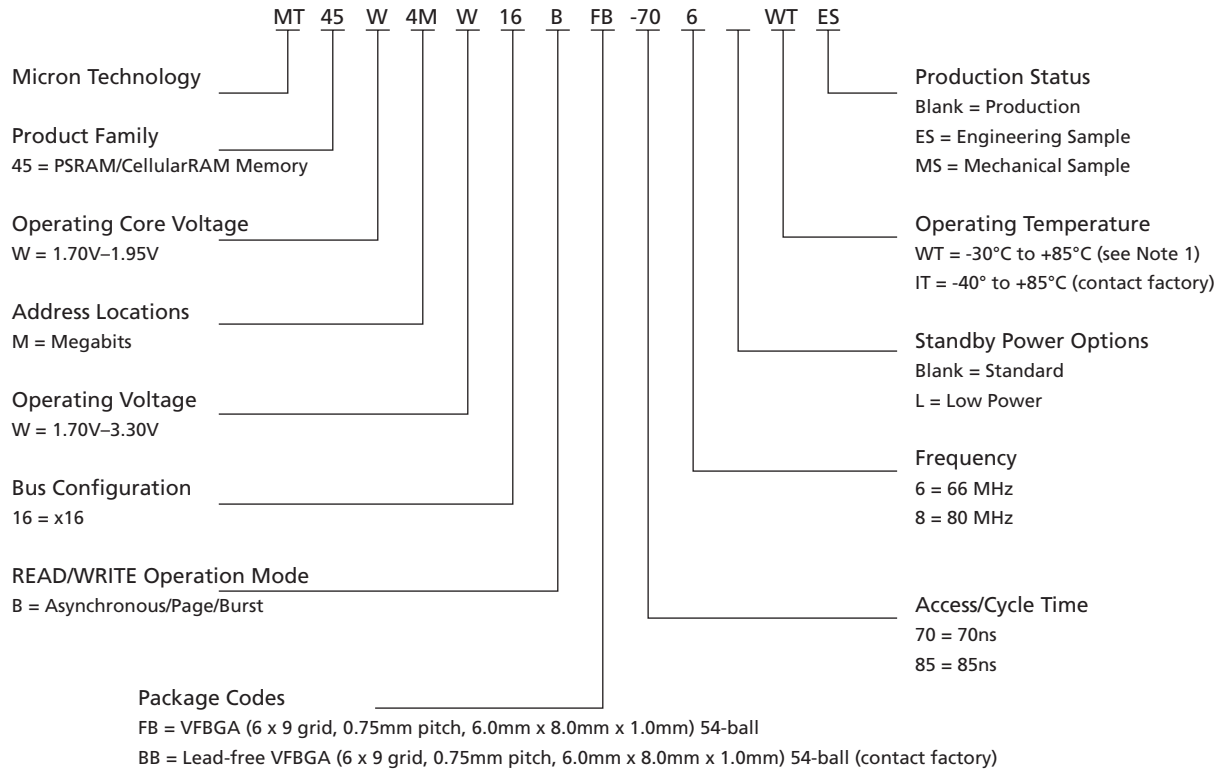 MT 45 W 4M W 16 B FB -70 6 WT ES
Micron Technology
Product Family
45 = PSRAM/CellularRAM Memory
Operating Core Voltage
W = 1.70V–1.95V
Address Locations
M = Megabits
Operating Voltage
W = 1.70V–3.30V
Bus Configuration
16 = x16
READ/WRITE Operation Mode
B = Asynchronous/Page/Burst
Package Codes
FB = VFBGA (6 x 9 grid, 0.75mm pitch, 6.0mm x 8.0mm x 1.0mm) 54-ball
BB = Lead-free VFBGA (6 x 9 grid, 0.75mm pitch, 6.0mm x 8.0mm x 1.0mm) 54-ball (contact factory)
Production Status
Blank = Production
ES = Engineering Sample
MS = Mechanical Sample
Operating Temperature
WT = -30°C to +85°C (see Note 1)
IT = -40° to +85°C (contact factory)
Standby Power Options
Blank = Standard
L = Low Power
Frequency
6 = 66 MHz
8 = 80 MHz
Access/Cycle Time
70 = 70ns
85 = 85ns